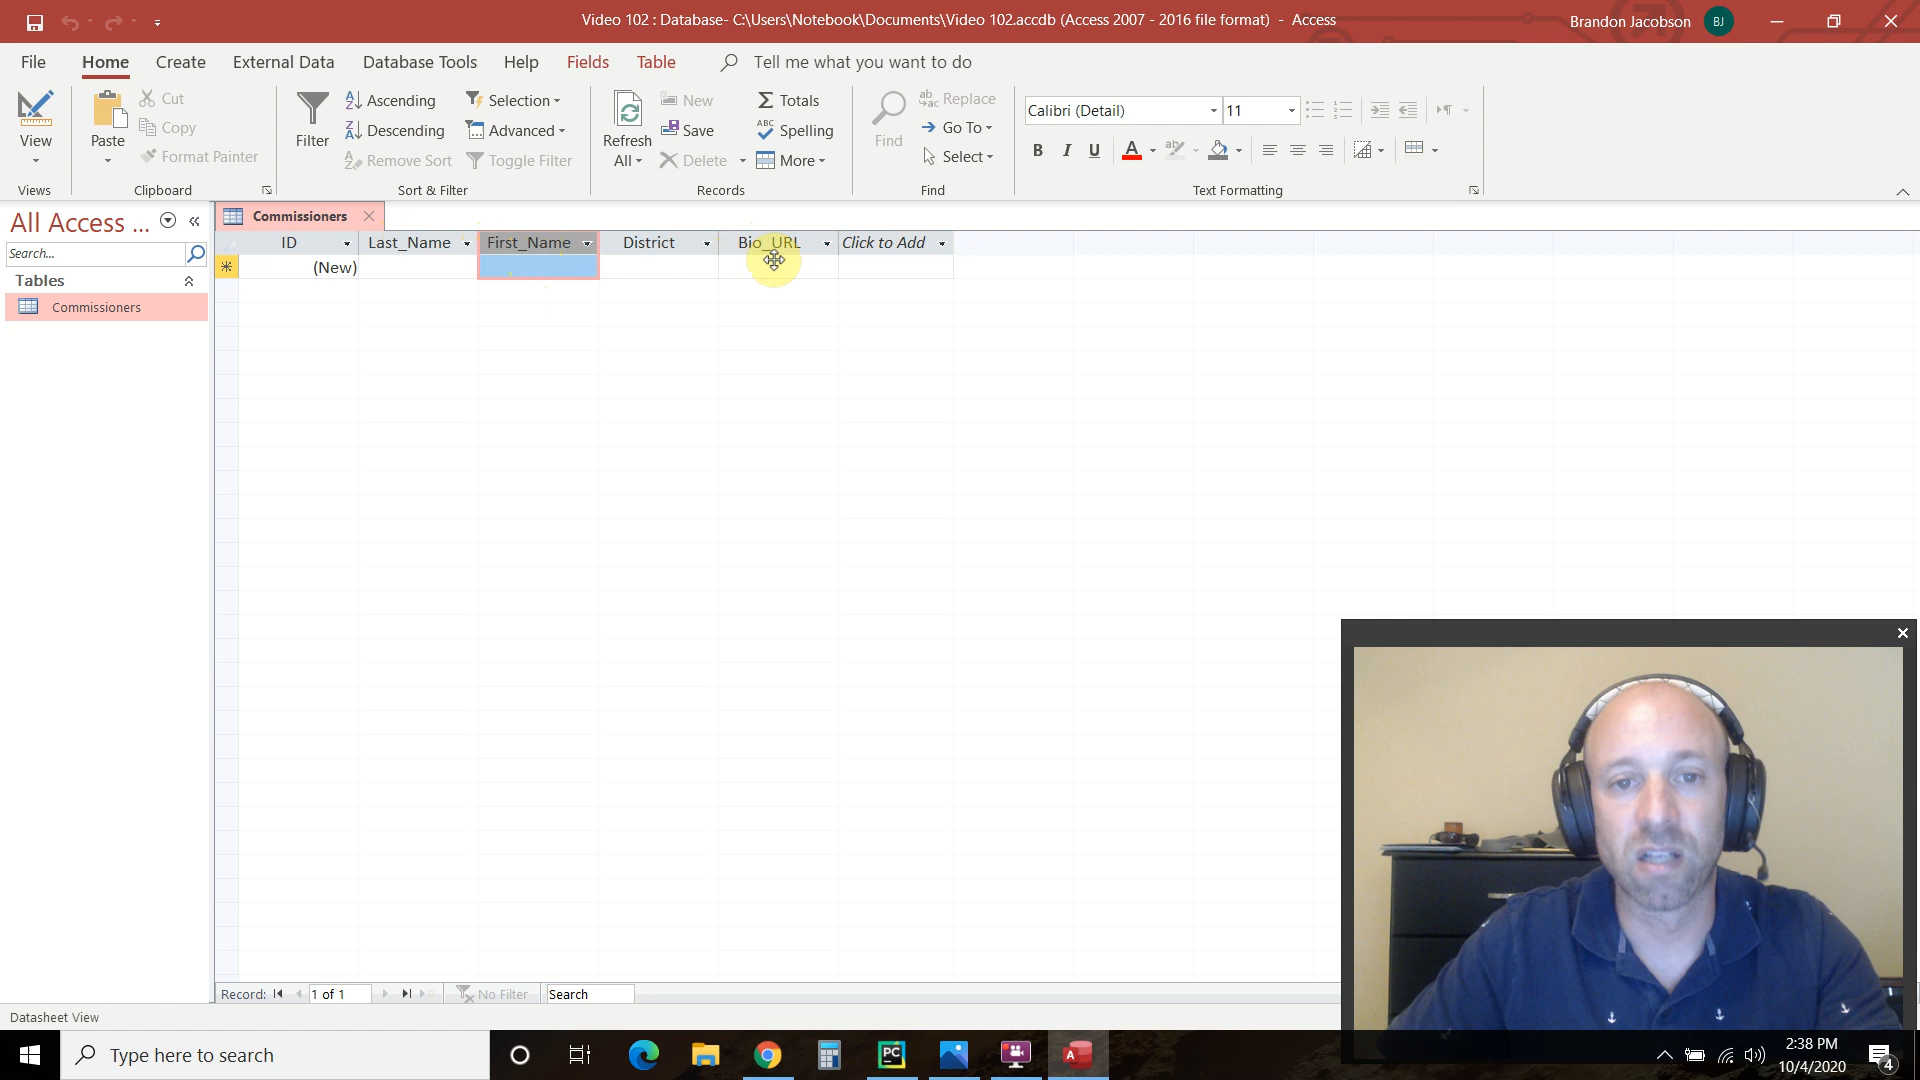 Video 102 : Database- C:\Users\Notebook\Documents\Video 102.accdb (Access 2007 - 2016 file format) - Access
Brandon Jacobson BJ
File Home Create External Data Database Tools Help Fields Table Tell me what you want to do
View
Views
Paste
Cut
Copy
Format Painter
Clipboard
Filter
Ascending
Descending
Remove Sort
Selection
Advanced
Toggle Filter
Sort & Filter
Refresh
All
New
Save
Delete
Totals
Spelling
More
Records
Find
Replace
Go To
Select
Find
Calibri (Detail) 11
B I U A
Text Formatting
All Access ...
Search...
Tables
Commissioners
Commissioners
ID Last_Name First_Name District Bio_URL Click to Add
(New)
Record: 1 of 1 No Filter Search
Datasheet View
Type here to search
PC
A
2:38 PM
10/4/2020
4